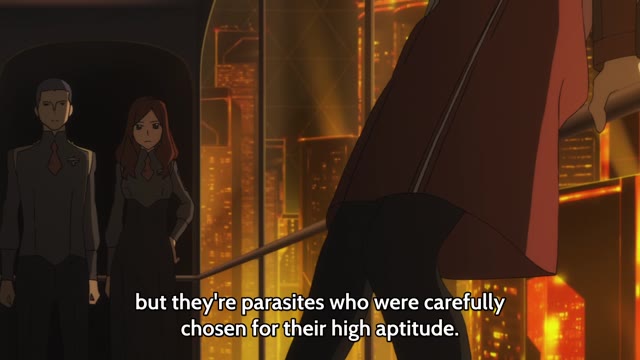 but they're parasites who were carefully
chosen for their high aptitude.